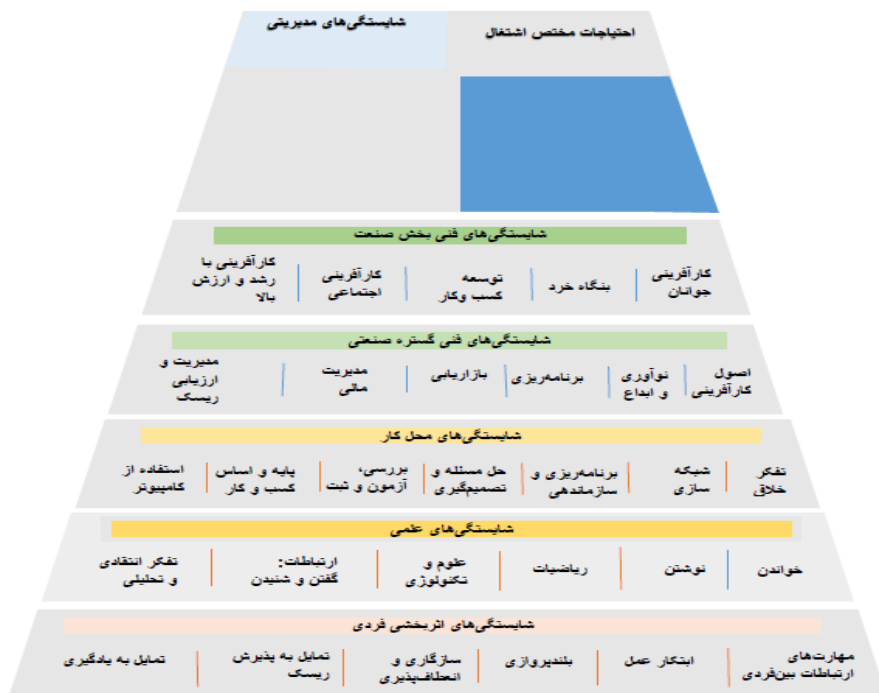 احتیاجات مختص اشتغال
شایستگی‌های مدیریتی
شایستگی‌های فنی بخش صنعت
کارآفرینی
جوانان
بنگاه خرد
توسعه
کسب وکار
کارآفرینی
اجتماعی
کارآفرینی با
رشد و ارزش
بالا
شایستگی‌های فنی گستره صنعتی
اصول
کارآفرینی
نوآوری
و ابداع
برنامه‌ریزی
بازاریابی
مدیریت
مالی
مدیریت و
ارزیابی
ریسک
شایستگی‌های محل کار
تفکر
خلاق
شبکه
سازی
برنامه‌ریزی و
سازماندهی
حل مسئله و
تصمیم‌گیری
بررسی،
آزمون و ثبت
پایه و اساس
کسب و کار
استفاده از
کامپیوتر
شایستگی‌های علمی
خواندن
نوشتن
ریاضیات
علوم و
تکنولوژی
ارتباطات:
گفتن و شنیدن
تفکر انتقادی
و تحلیلی
شایستگی‌های اثربخشی فردی
مهارت‌های
ارتباطات بین‌فردی
ابتکار عمل
بلندپروازی
سازگاری و
انعطاف‌پذیری
تمایل به پذیرش
ریسک
تمایل به یادگیری